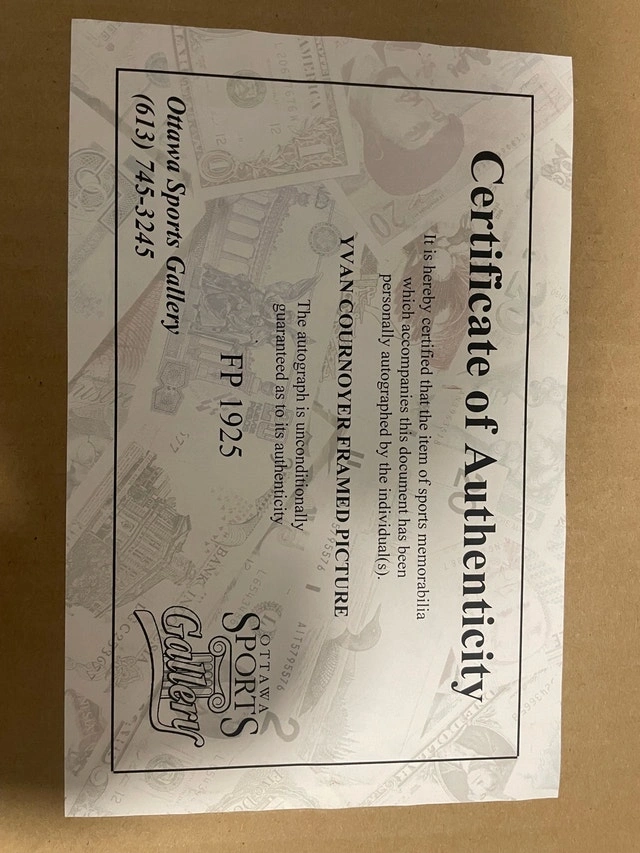 Certificate of Authenticity
It is hereby certified that the item of sports memorabilia
which accompanies this document has been
personally autographed by the individual(s).
YVAN COURNOYER FRAMED PICTURE
The autograph is unconditionally
guaranteed as to its authenticity
FP 1925
Ottawa Sports Gallery
(613) 745-3245
OTTAWA
SPORTS
Gallery